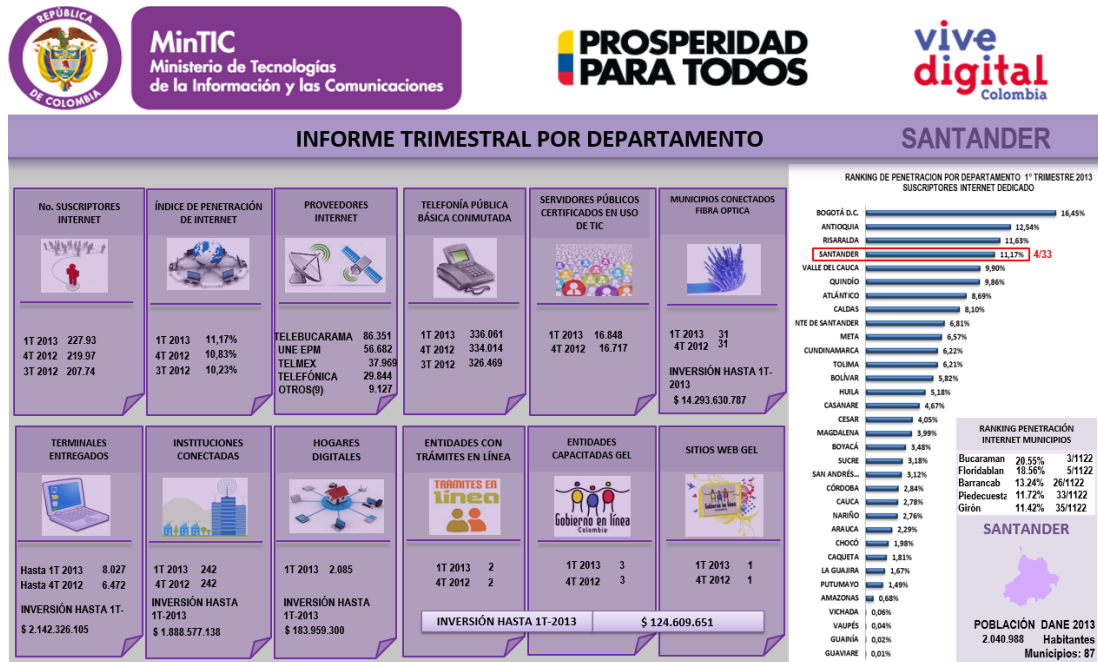 REPÚBLICA
DE COLOMBIA
MinTIC
Ministerio de Tecnologías
de la Información y las Comunicaciones
PROSPERIDAD
PARA TODOS
vive
digital
Colombia
INFORME TRIMESTRAL POR DEPARTAMENTO
SANTANDER
No. SUSCRIPTORES
INTERNET
1T 2013 227.93
4T 2012 219.97
3T 2012 207.74
ÍNDICE DE PENETRACIÓN
DE INTERNET
1T 2013 11,17%
4T 2012 10,83%
3T 2012 10,23%
PROVEEDORES
INTERNET
TELEBUCARAMA 86.351
UNE EPM 56.682
TELMEX 37.969
TELEFÓNICA 29.844
OTROS(9) 9.127
TELEFONÍA PÚBLICA
BÁSICA CONMUTADA
1T 2013 336.061
4T 2012 334.014
3T 2012 326.469
SERVIDORES PÚBLICOS
CERTIFICADOS EN USO
DE TIC
1T 2013 16.848
4T 2012 16.717
MUNICIPIOS CONECTADOS
FIBRA OPTICA
1T 2013 31
4T 2012 31
INVERSIÓN HASTA 1T-
2013
$ 14.293.630.787
TERMINALES
ENTREGADOS
Hasta 1T 2013 8.027
Hasta 4T 2012 6.472
INVERSIÓN HASTA 1T-
$ 2.142.326.105
INSTITUCIONES
CONECTADAS
1T 2013 242
4T 2012 242
INVERSIÓN HASTA
1T-2013
$ 1.888.577.138
HOGARES
DIGITALES
1T 2013 2.085
INVERSIÓN HASTA
1T-2013
$ 183.959.300
ENTIDADES CON
TRÁMITES EN LÍNEA
TRÁMITES EN
línea
1T 2013 2
4T 2012 2
ENTIDADES
CAPACITADAS GEL
Gobierno en línea
Colombia
1T 2013 3
4T 2012 3
SITIOS WEB GEL
Gobierno en línea
1T 2013 1
4T 2012 1
INVERSIÓN HASTA 1T-2013 $ 124.609.651
RANKING DE PENETRACION POR DEPARTAMENTO 1º TRIMESTRE 2013
SUSCRIPTORES INTERNET DEDICADO
BOGOTÁ D.C. 16,45%
ANTIOQUIA 12,54%
RISARALDA 11,63%
SANTANDER 11,17% 4/33
VALLE DEL CAUCA 9,90%
QUINDÍO 9,86%
ATLÁNTICO 8,69%
CALDAS 8,10%
NTE DE SANTANDER 6,81%
META 6,57%
CUNDINAMARCA 6,22%
TOLIMA 6,21%
BOLÍVAR 5,82%
HUILA 5,18%
CASANARE 4,67%
CESAR 4,05%
MAGDALENA 3,99%
BOYACÁ 3,48%
SUCRE 3,18%
SAN ANDRÉS... 3,12%
CÓRDOBA 2,84%
CAUCA 2,78%
NARIÑO 2,76%
ARAUCA 2,29%
CHOCÓ 1,98%
CAQUETA 1,81%
LA GUAJIRA 1,67%
PUTUMAYO 1,49%
AMAZONAS 0,68%
VICHADA 0,06%
VAUPÉS 0,04%
GUAINÍA 0,02%
GUAVIARE 0,01%
RANKING PENETRACIÓN
INTERNET MUNICIPIOS
Bucaraman 20.55% 3/1122
Floridablan 18.56% 5/1122
Barrancab 13.24% 26/1122
Piedecuesta 11.72% 33/1122
Girón 11.42% 35/1122
SANTANDER
POBLACIÓN DANE 2013
2.040.988 Habitantes
Municipios: 87